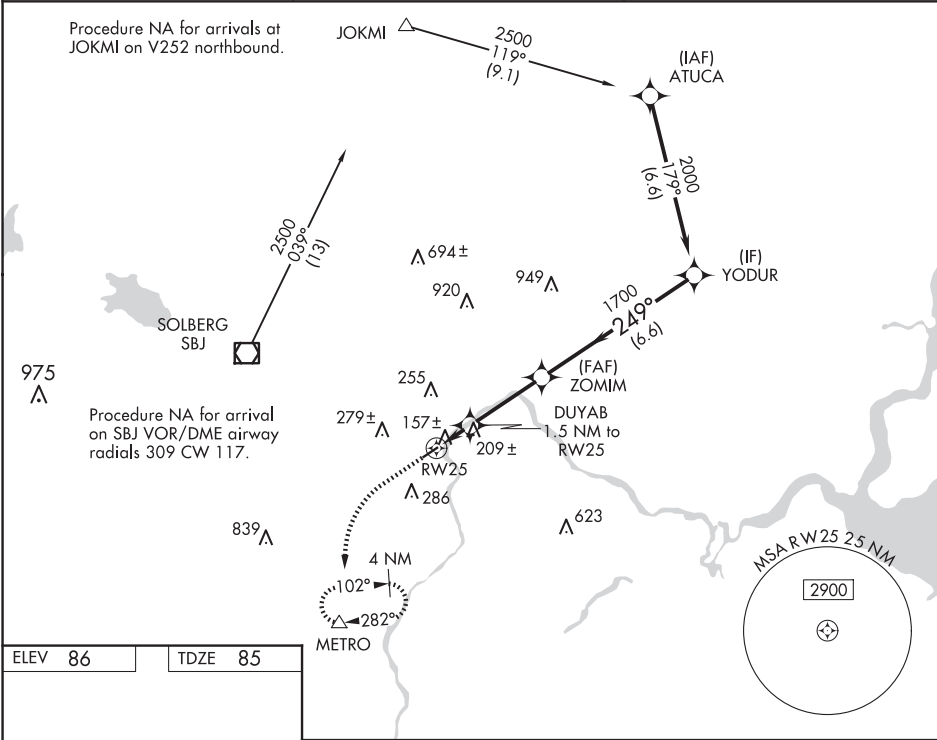 Procedure NA for arrivals at
JOKMI on V252 northbound.
JOKMI
2500
119°
(9.1)
(IAF)
ATUCA
2000
179°
(6.6)
2500
039°
(13)
694±
920
949
(IF)
YODUR
1700
249°
(6.6)
SOLBERG
SBJ
(FAF)
ZOMIM
975
255
Procedure NA for arrival
on SBJ VOR/DME airway
radials 309 CW 117.
279±
157±
DUYAB
1.5 NM to
RW25
209±
RW25
286
839
623
4 NM
102°
282°
METRO
MSA RW25 25 NM
2900
ELEV 86
TDZE 85